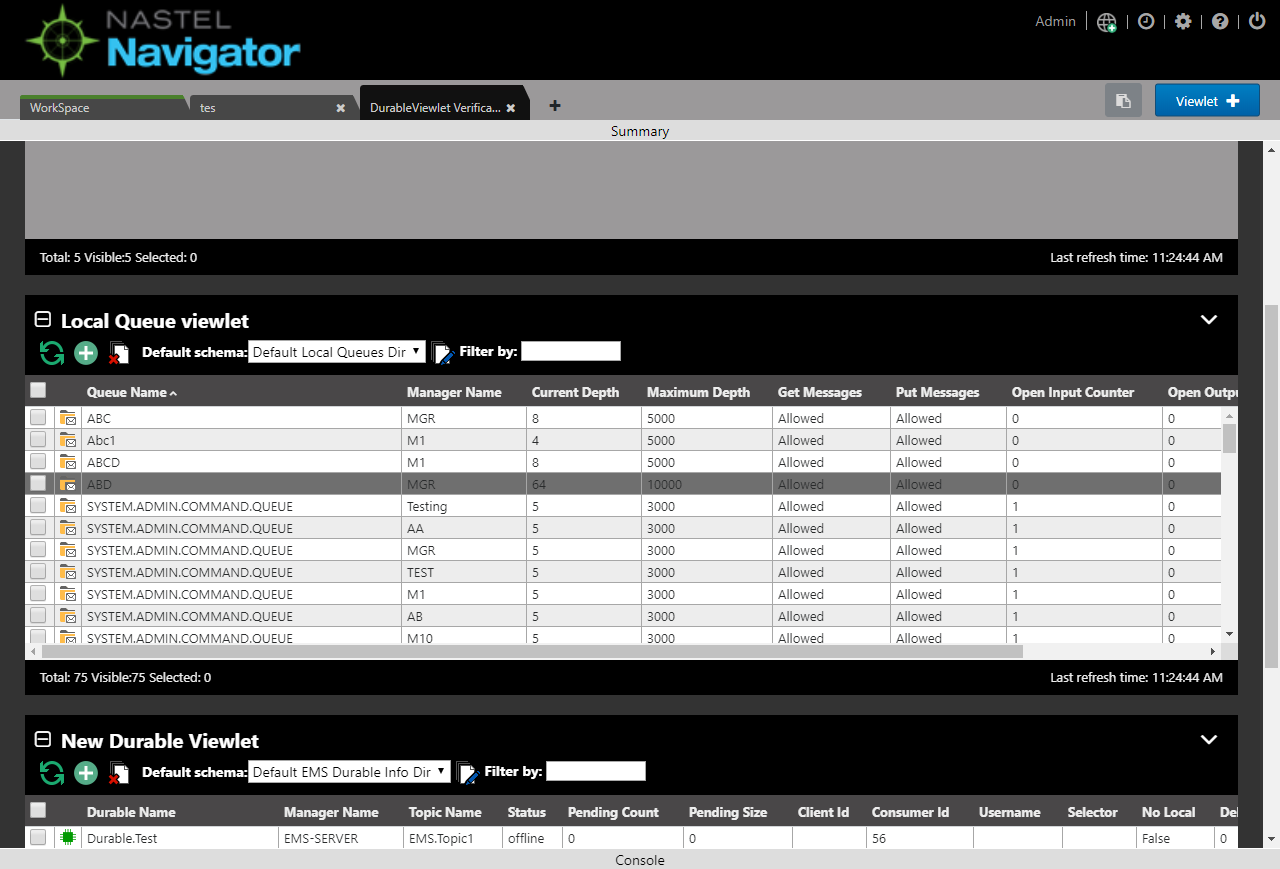 NASTEL
Navigator
Admin
WorkSpace tes DurableViewlet Verifica...
Viewlet
Summary
Total: 5 Visible:5 Selected: 0 Last refresh time: 11:24:44 AM
Local Queue viewlet
Default schema: Default Local Queues Dir Filter by:
Queue Name Manager Name Current Depth Maximum Depth Get Messages Put Messages Open Input Counter Open Outpu
ABC MGR 8 5000 Allowed Allowed 0 0
Abc1 M1 4 5000 Allowed Allowed 0 0
ABCD M1 8 5000 Allowed Allowed 0 0
ABD MGR 64 10000 Allowed Allowed 0 0
SYSTEM.ADMIN.COMMAND.QUEUE Testing 5 3000 Allowed Allowed 1 0
SYSTEM.ADMIN.COMMAND.QUEUE AA 5 3000 Allowed Allowed 1 0
SYSTEM.ADMIN.COMMAND.QUEUE MGR 5 3000 Allowed Allowed 1 0
SYSTEM.ADMIN.COMMAND.QUEUE TEST 5 3000 Allowed Allowed 1 0
SYSTEM.ADMIN.COMMAND.QUEUE M1 5 3000 Allowed Allowed 1 0
SYSTEM.ADMIN.COMMAND.QUEUE AB 5 3000 Allowed Allowed 1 0
SYSTEM.ADMIN.COMMAND.QUEUE M10 5 3000 Allowed Allowed 1 0
Total: 75 Visible:75 Selected: 0 Last refresh time: 11:24:44 AM
New Durable Viewlet
Default schema: Default EMS Durable Info Dir Filter by:
Durable Name Manager Name Topic Name Status Pending Count Pending Size Client Id Consumer Id Username Selector No Local Del
Durable.Test EMS-SERVER EMS.Topic1 offline 0 0 56 False 0
Console